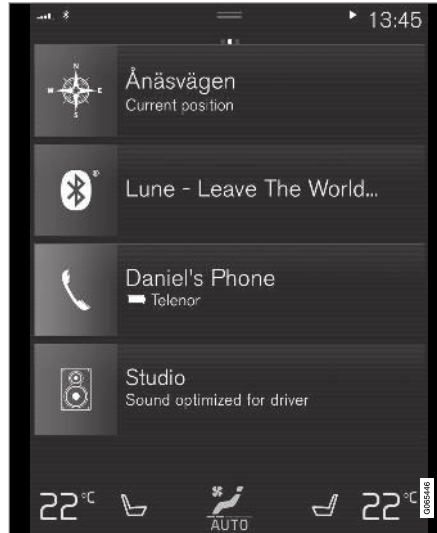 13:45
N
W E
S
Ånäsvägen
Current position
Lune - Leave The World...
Daniel's Phone
Telenor
Studio
Sound optimized for driver
22°C
AUTO
22°C
G065446